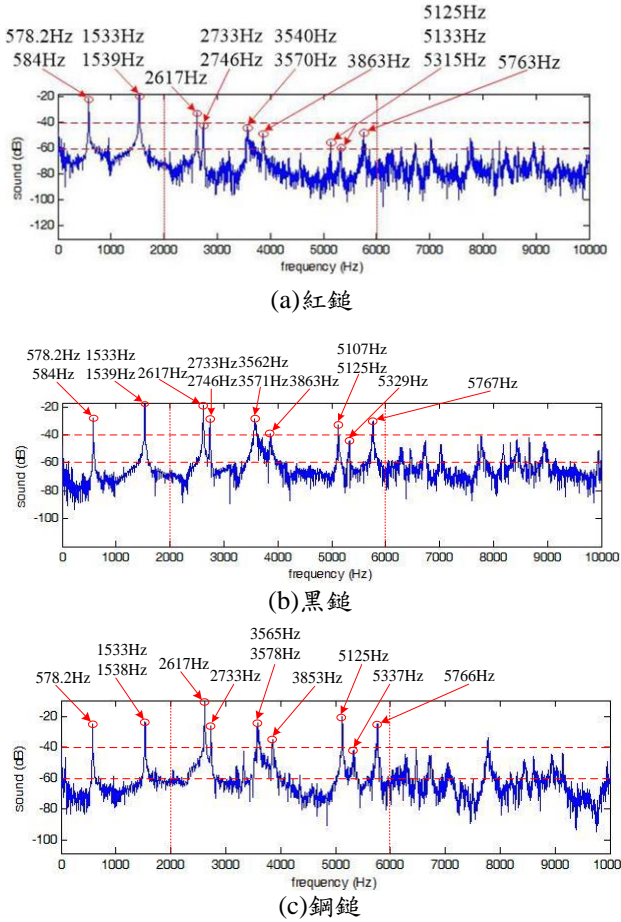 5125Hz
578.2Hz 1533Hz 2733Hz 3540Hz 5133Hz
584Hz 1539Hz 2617Hz 2746Hz 3570Hz 3863Hz 5315Hz 5763Hz
-20
-40
-60
-80
-100
-120
sound (dB)
0 1000 2000 3000 4000 5000 6000 7000 8000 9000 10000
frequency (Hz)
(a)紅鎚
578.2Hz 1533Hz 2733Hz 3562Hz 5107Hz
584Hz 1539Hz 2617Hz 2746Hz 3571Hz 3863Hz 5125Hz 5329Hz 5767Hz
-20
-40
-60
-80
-100
-120
sound (dB)
0 1000 2000 3000 4000 5000 6000 7000 8000 9000 10000
frequency (Hz)
(b)黑鎚
1533Hz 3565Hz
578.2Hz 1538Hz 2617Hz 2733Hz 3578Hz 3853Hz 5125Hz 5337Hz 5766Hz
-20
-40
-60
-80
-100
sound (dB)
0 1000 2000 3000 4000 5000 6000 7000 8000 9000 1000
frequency (Hz)
(c)鋼鎚